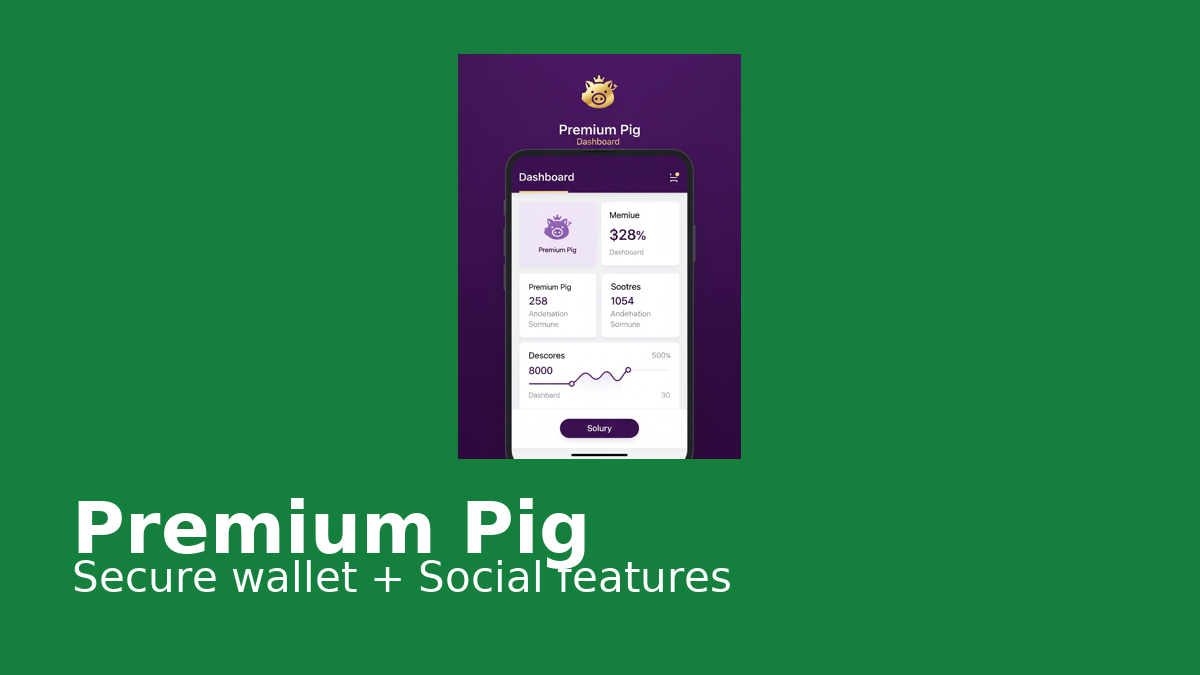 Premium Pig
Dashboard
Dashboard
Premium Pig
Memiue
328%
Dashboard
Premium Pig
258
Andebation
Sormune
Sootres
1054
Andehation
Sormune
Descores
500%
8000
Dashbard
30
Solury
Premium Pig
Secure wallet + Social features